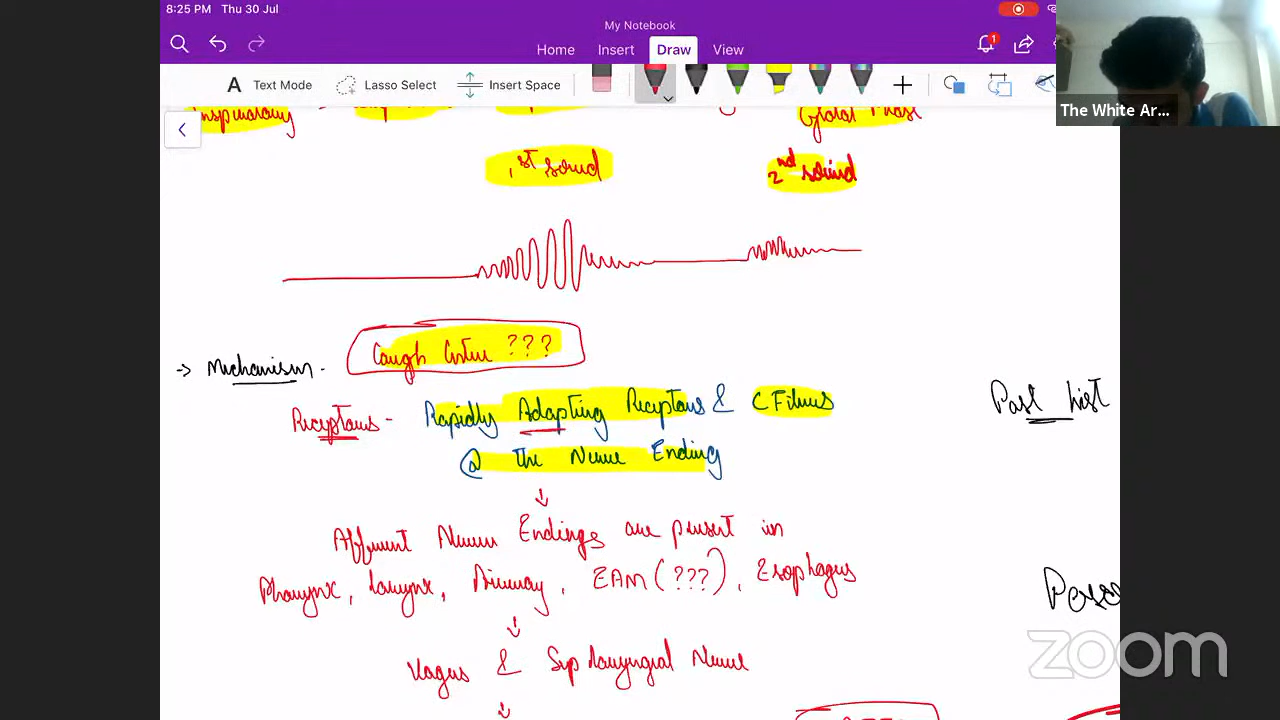 8:25 PM Thu 30 Jul
My Notebook
Home Insert Draw View
1
Text Mode Lasso Select Insert Space
The White Ar...
Inspiratory
Glottal Phase
1st sound 2nd sound
→ Mechanism - Cough Centre ???
Receptors - Rapidly Adapting Receptors & C Fibres
@ the Nerve Ending
Past Hist
↓
Afferent Nerve Endings are present in
Pharynx, Larynx, Airway, EAM (???), Esophagus
↓
Vagus & Sup Laryngeal Nerve
↓
zoom